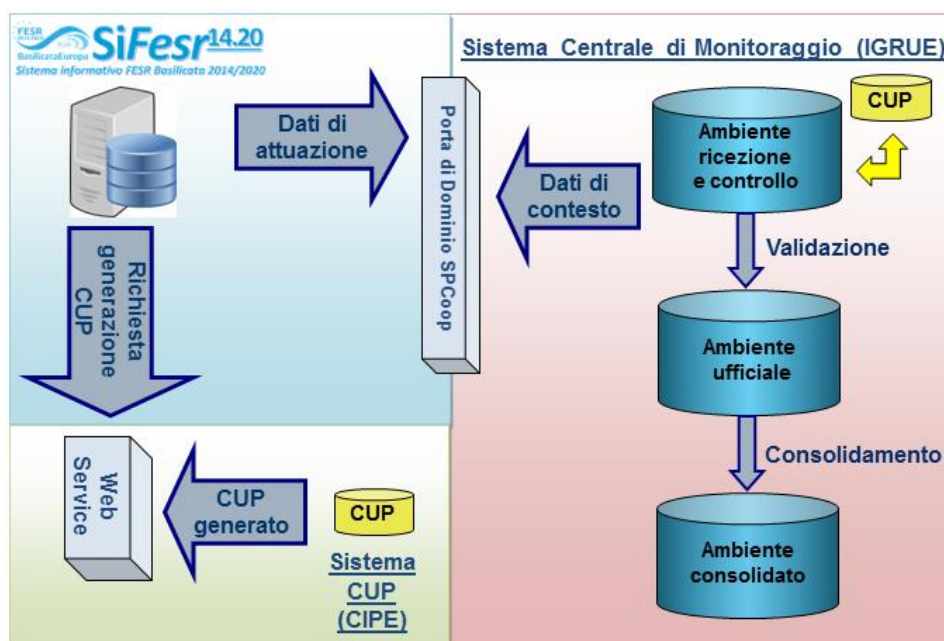 FESR
2014-2020
BasilicataEuropa
SiFesr14.20
Sistema informativo FESR Basilicata 2014/2020
Sistema Centrale di Monitoraggio (IGRUE)
CUP
Dati di
attuazione
Porta di Dominio SPCoop
Ambiente
ricezione
e controllo
Dati di
contesto
Validazione
Richiesta
generazione
CUP
Ambiente
ufficiale
Consolidamento
Web
Service
CUP
generato
CUP
Sistema
CUP
(CIPE)
Ambiente
consolidato